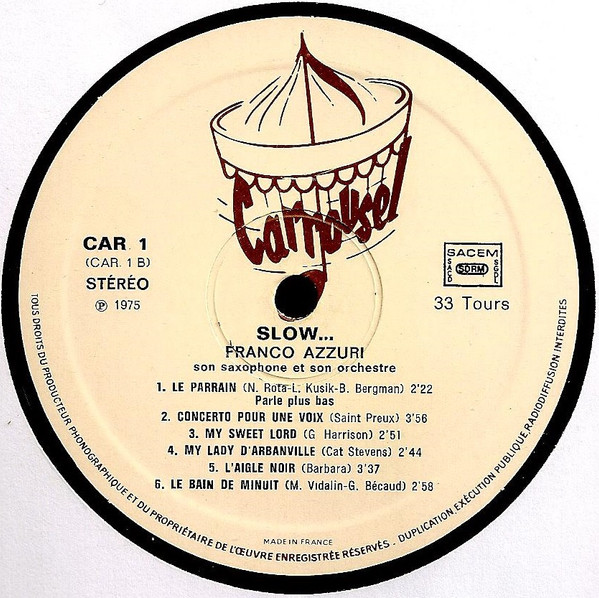 Carrousel
CAR. 1
(CAR. 1 B)
STÉRÉO
℗ 1975
SACEM
SACD
SDRM
SGDL
33 Tours
SLOW...
FRANCO AZZURI
son saxophone et son orchestre
1. LE PARRAIN (N. Rota-L. Kusik-B. Bergman) 2'22
Parle plus bas
2. CONCERTO POUR UNE VOIX (Saint Preux) 3'56
3. MY SWEET LORD (G. Harrison) 2'51
4. MY LADY D'ARBANVILLE (Cat Stevens) 2'44
5. L'AIGLE NOIR (Barbara) 3'37
6. LE BAIN DE MINUIT (M. Vidalin-G. Bécaud) 2'58
MADE IN FRANCE
TOUS DROITS DU PRODUCTEUR PHONOGRAPHIQUE ET DU PROPRIÉTAIRE DE L'ŒUVRE ENREGISTRÉE RÉSERVÉS - DUPLICATION, EXÉCUTION PUBLIQUE, RADIODIFFUSION INTERDITES